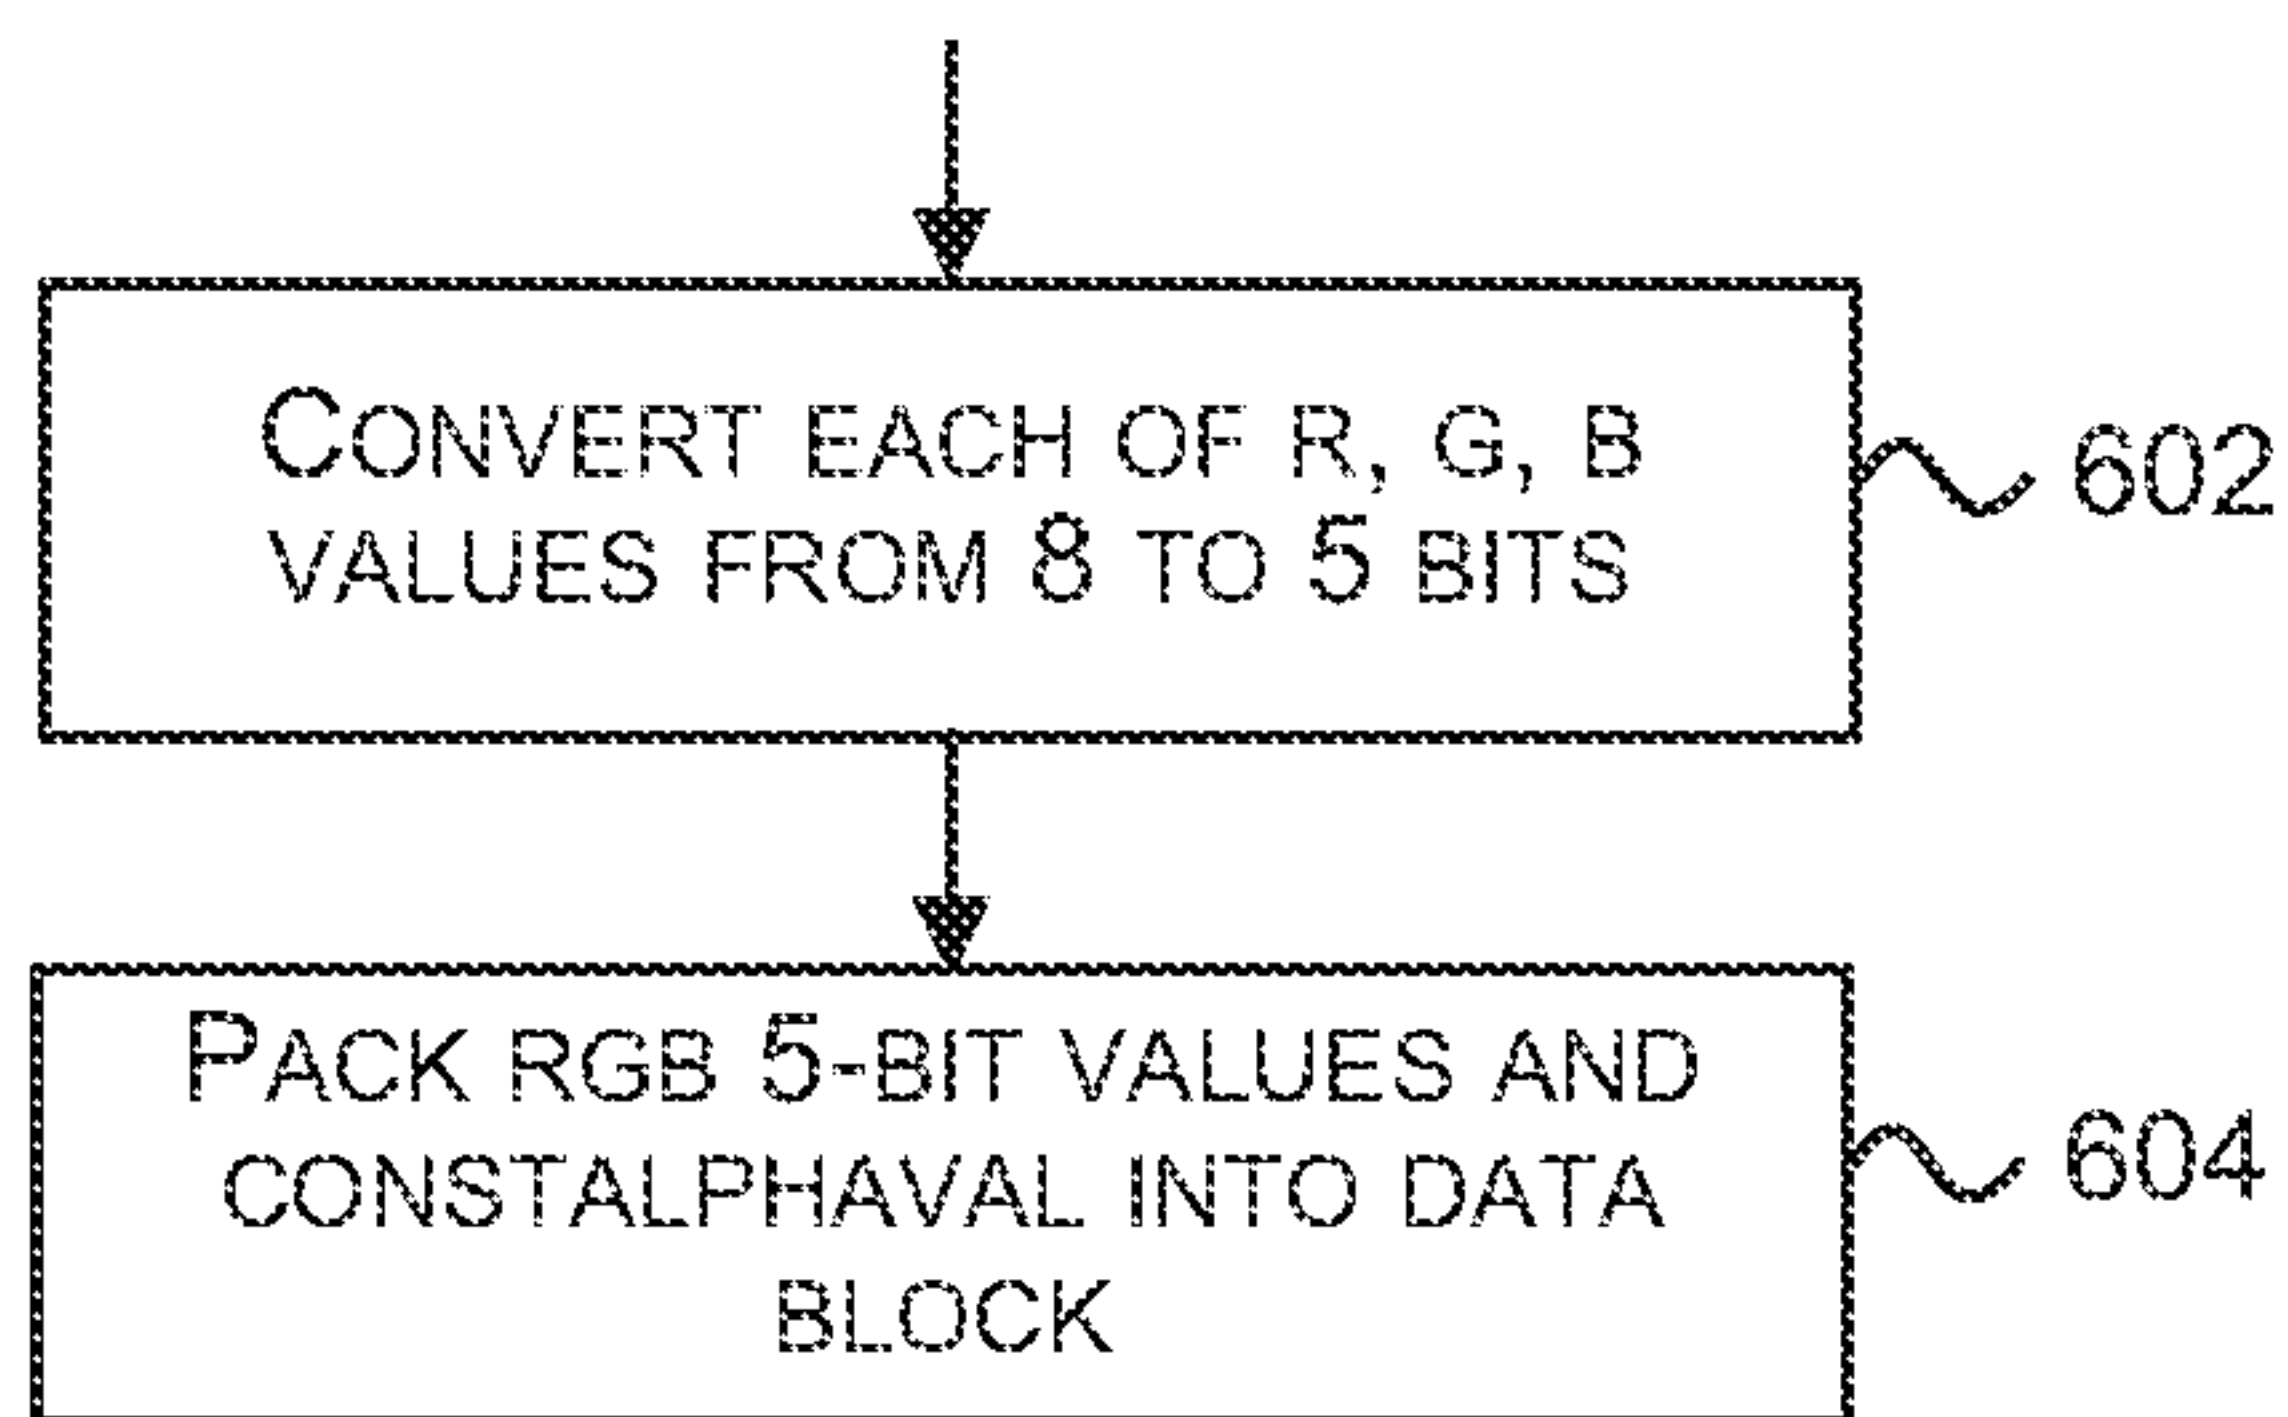 CONVERT EACH OF R, G, B
VALUES FROM 8 TO 5 BITS
602
PACK RGB 5-BIT VALUES AND
CONSTALPHAVAL INTO DATA
BLOCK
604